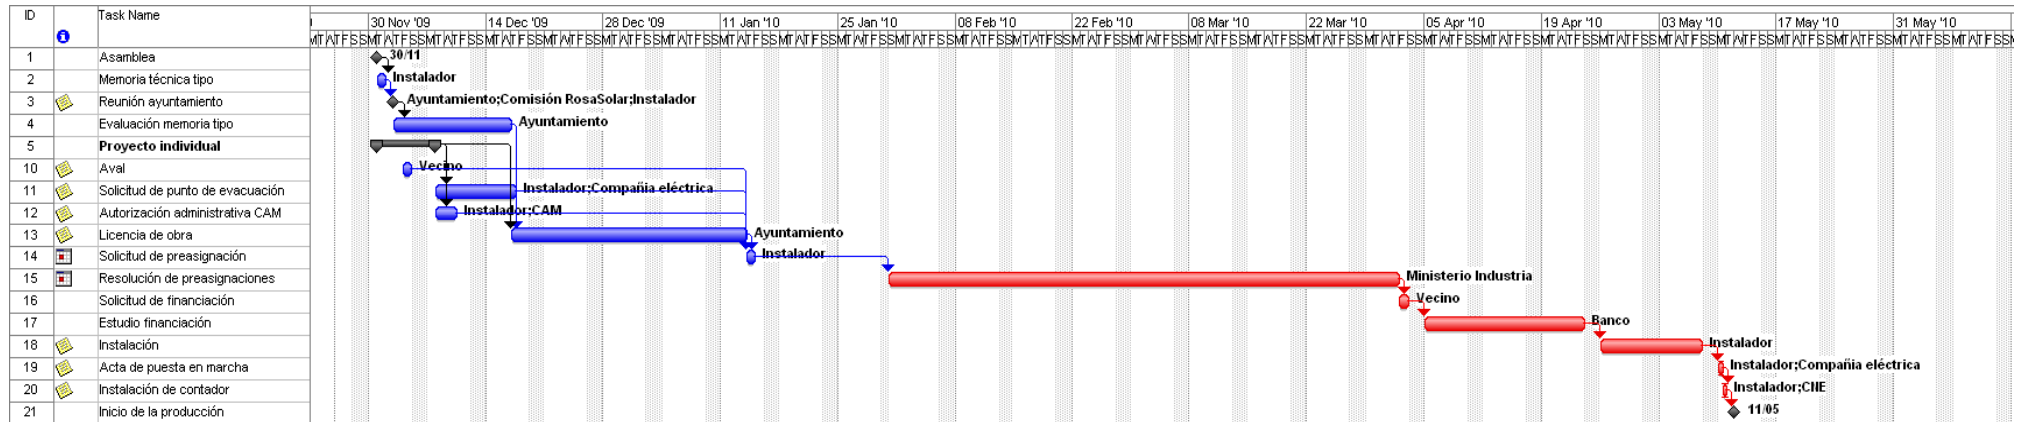 ID Task Name 30 Nov '09 14 Dec '09 28 Dec '09 11 Jan '10 25 Jan '10 08 Feb '10 22 Feb '10 08 Mar '10 22 Mar '10 05 Apr '10 19 Apr '10 03 May '10 17 May '10 31 May '10
1 Asamblea 30/11
2 Memoria técnica tipo Instalador
3 Reunión ayuntamiento Ayuntamiento;Comisión RosaSolar;Instalador
4 Evaluación memoria tipo Ayuntamiento
5 Proyecto individual
10 Aval Vecino
11 Solicitud de punto de evacuación Instalador;Compañia eléctrica
12 Autorización administrativa CAM Instalador;CAM
13 Licencia de obra Ayuntamiento
14 Solicitud de preasignación Instalador
15 Resolución de preasignaciones Ministerio Industria
16 Solicitud de financiación Vecino
17 Estudio financiación Banco
18 Instalación Instalador
19 Acta de puesta en marcha Instalador;Compañia eléctrica
20 Instalación de contador Instalador;CNE
21 Inicio de la producción 11/05